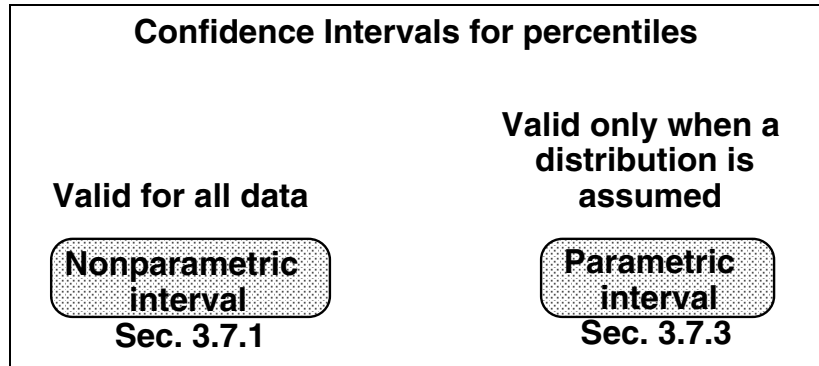 Confidence Intervals for percentiles
Valid for all data
Nonparametric
interval
Sec. 3.7.1
Valid only when a
distribution is
assumed
Parametric
interval
Sec. 3.7.3